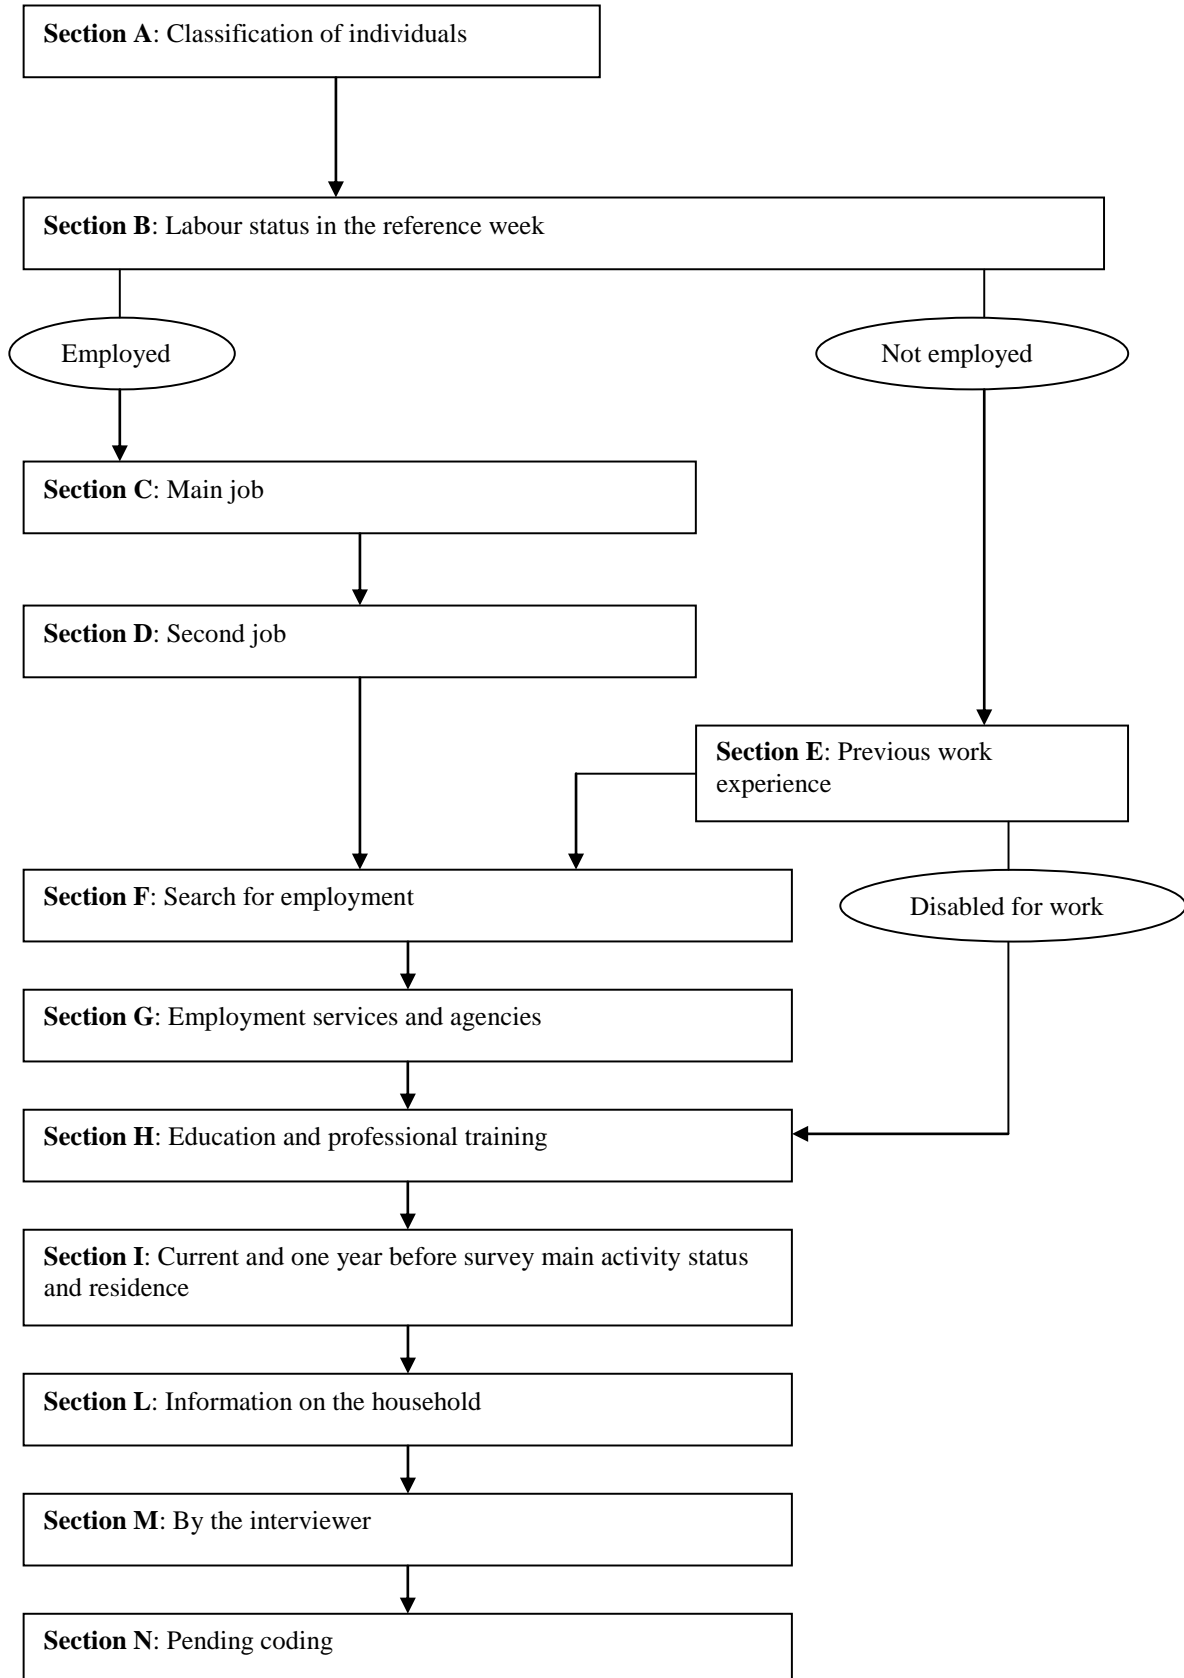 Section A: Classification of individuals
Section B: Labour status in the reference week
Employed
Not employed
Section C: Main job
Section D: Second job
Section E: Previous work
experience
Section F: Search for employment
Disabled for work
Section G: Employment services and agencies
Section H: Education and professional training
Section I: Current and one year before survey main activity status
and residence
Section L: Information on the household
Section M: By the interviewer
Section N: Pending coding